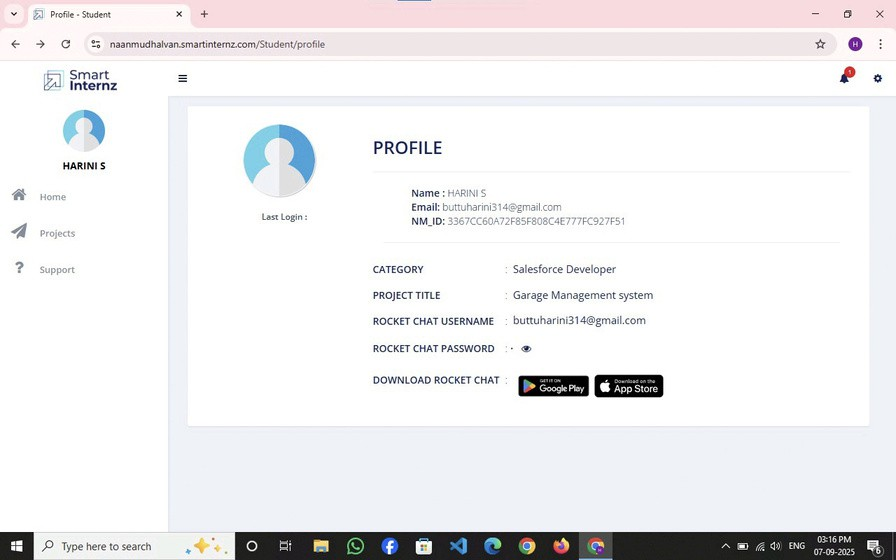 Profile - Student
naanmudhalvan.smartinternz.com/Student/profile
H
Smart
Internz
1
HARINI S
Home
Projects
Support
Last Login :
PROFILE
Name : HARINI S
Email: buttuharini314@gmail.com
NM_ID: 3367CC60A72F85F808C4E777FC927F51
CATEGORY : Salesforce Developer
PROJECT TITLE : Garage Management system
ROCKET CHAT USERNAME : buttuharini314@gmail.com
ROCKET CHAT PASSWORD : ·
DOWNLOAD ROCKET CHAT :
GET IT ON
Google Play
Download on the
App Store
Type here to search
ENG
03:16 PM
07-09-2025
6